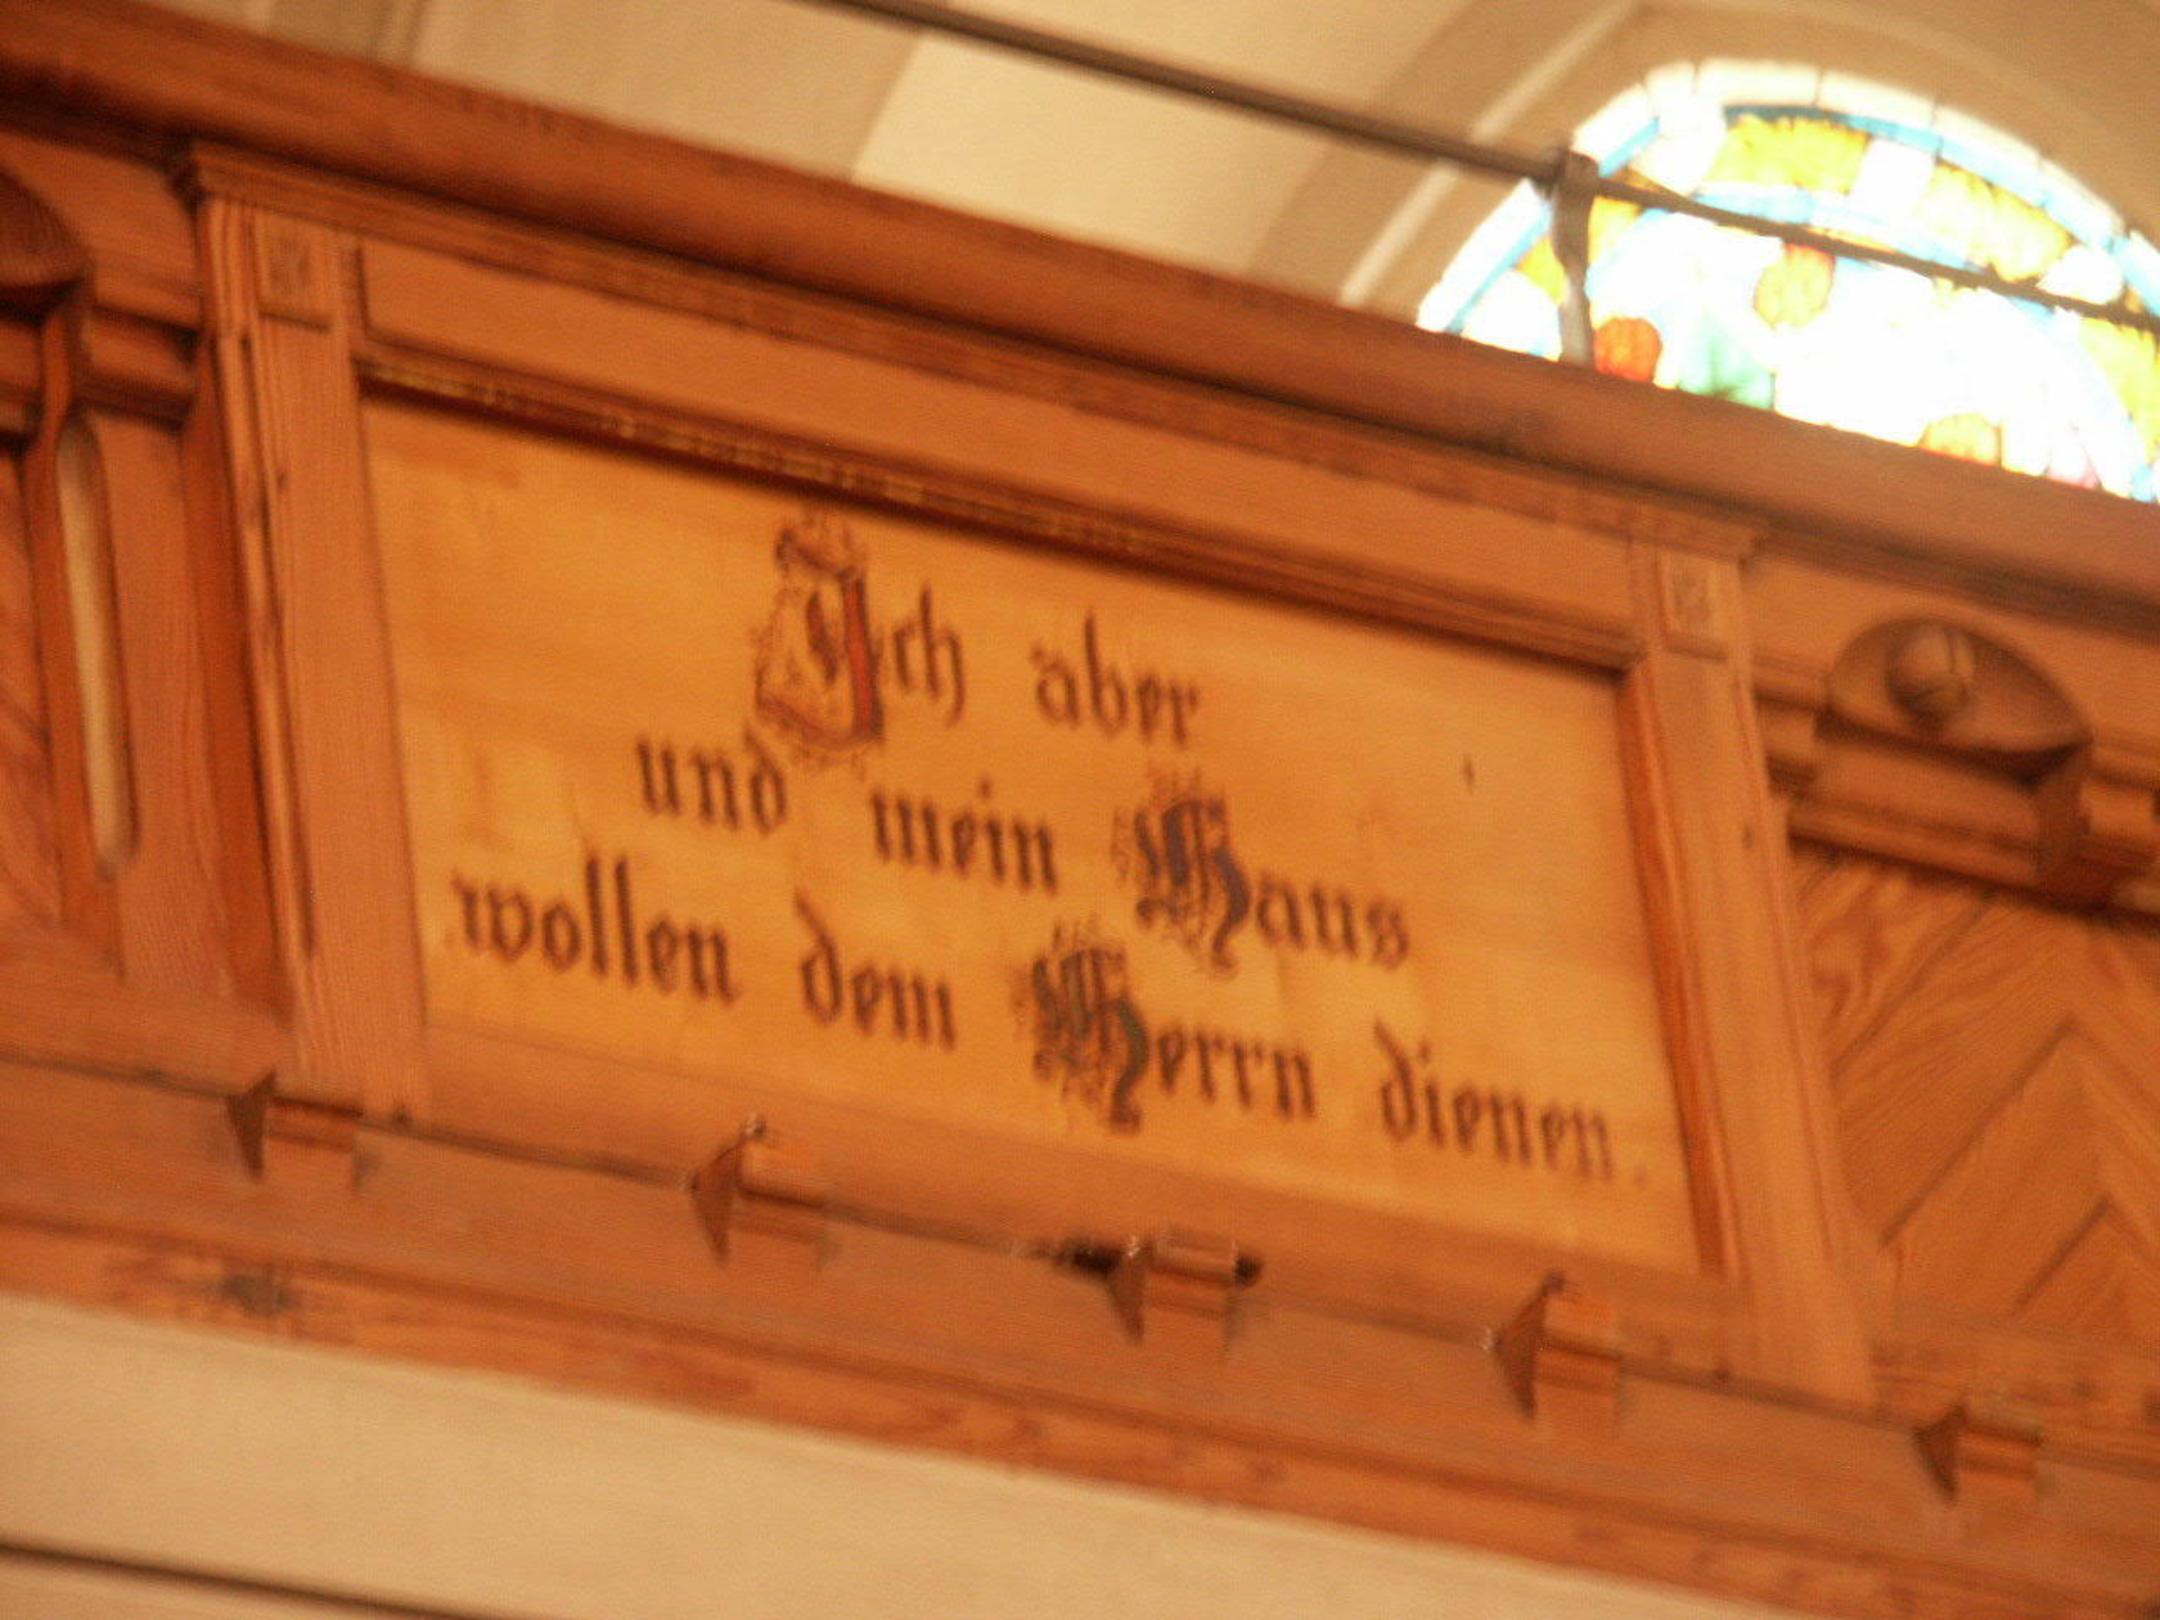 Ich aber
und mein Haus
wollen dem Herrn dienen.